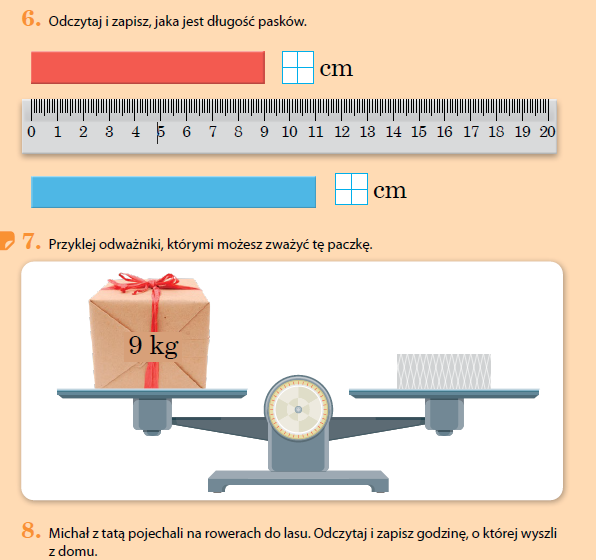 6. Odczytaj i zapisz, jaka jest długość pasków.
cm
0 1 2 3 4 5 6 7 8 9 10 11 12 13 14 15 16 17 18 19 20
cm
7. Przyklej odważniki, którymi możesz zważyć tę paczkę.
9 kg
8. Michał z tatą pojechali na rowerach do lasu. Odczytaj i zapisz godzinę, o której wyszli
z domu.